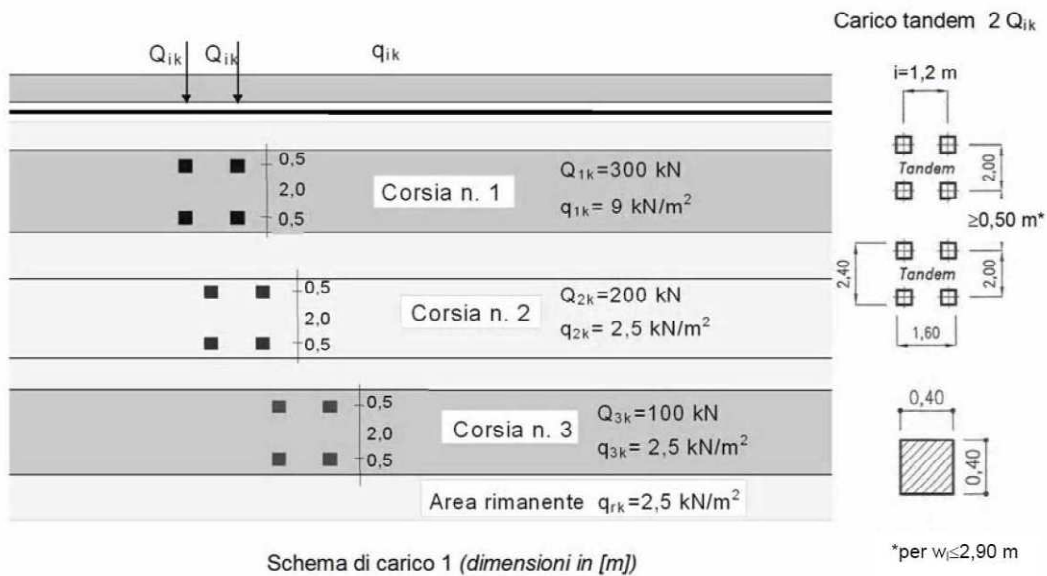 Carico tandem 2 Qik
Qik Qik qik
i=1,2 m
0,5
2,0
0,5
Corsia n. 1
Q1k=300 kN
q1k= 9 kN/m²
Tandem
2,00
≥0,50 m*
0,5
2,0
0,5
Corsia n. 2
Q2k=200 kN
q2k= 2,5 kN/m²
2,40
Tandem
2,00
1,60
0,5
2,0
0,5
Corsia n. 3
Q3k=100 kN
q3k= 2,5 kN/m²
0,40
0,40
Area rimanente qrk=2,5 kN/m²
Schema di carico 1 (dimensioni in [m])
*per wl≤2,90 m